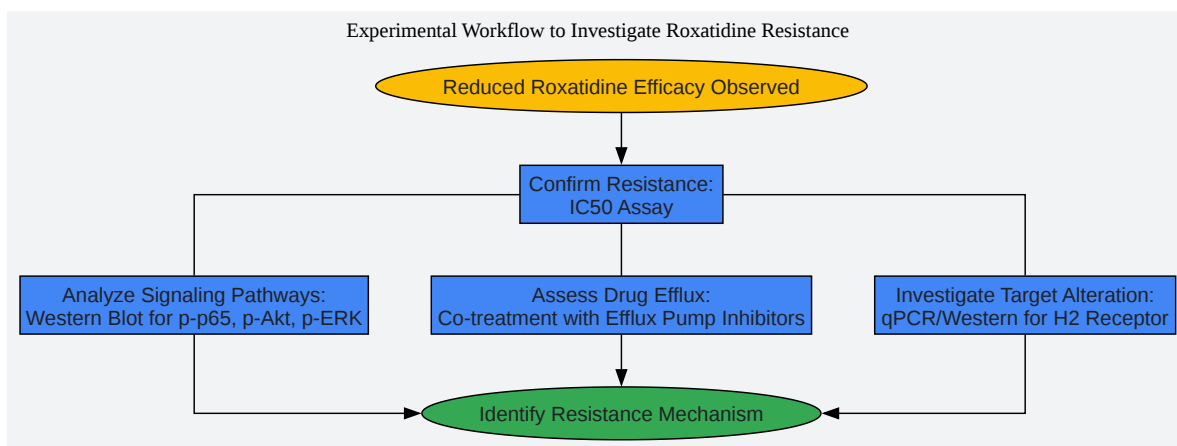 Experimental Workflow to Investigate Roxatidine Resistance
Reduced Roxatidine Efficacy Observed
Confirm Resistance:
IC50 Assay
Analyze Signaling Pathways:
Western Blot for p-p65, p-Akt, p-ERK
Assess Drug Efflux:
Co-treatment with Efflux Pump Inhibitors
Investigate Target Alteration:
qPCR/Western for H2 Receptor
Identify Resistance Mechanism